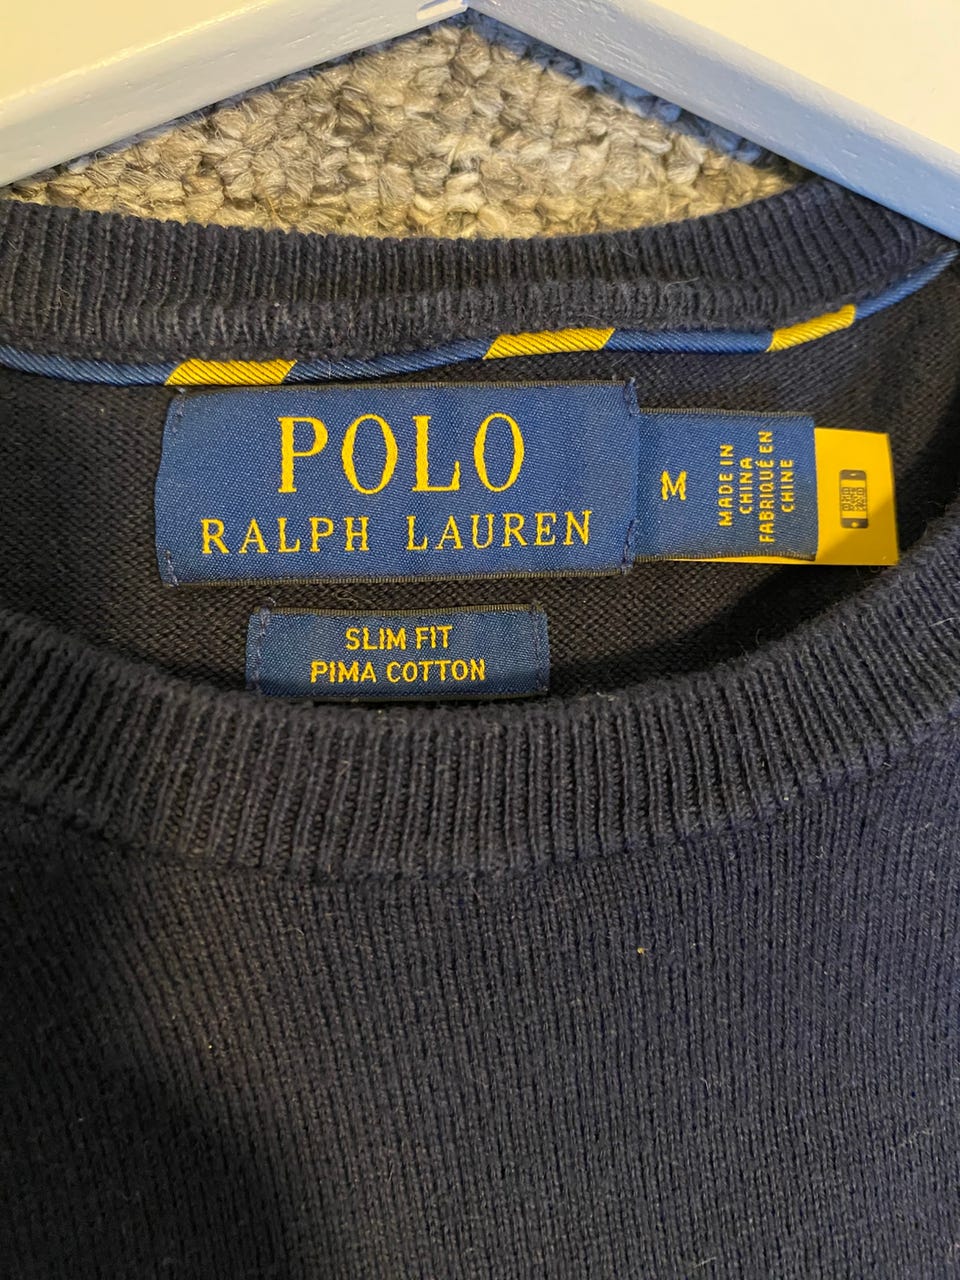 POLO
RALPH LAUREN
M
MADE IN
CHINA
FABRIQUÉ EN
CHINE
SLIM FIT
PIMA COTTON